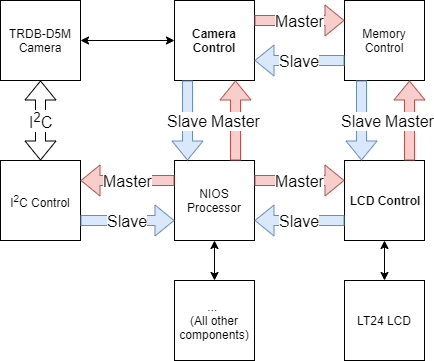 TRDB-D5M
Camera
Camera
Control
Master
Slave
Memory
Control
I2C
Slave Master
Slave Master
I2C Control
Master
Slave
NIOS
Processor
Master
Slave
LCD Control
...
(All other
components)
LT24 LCD